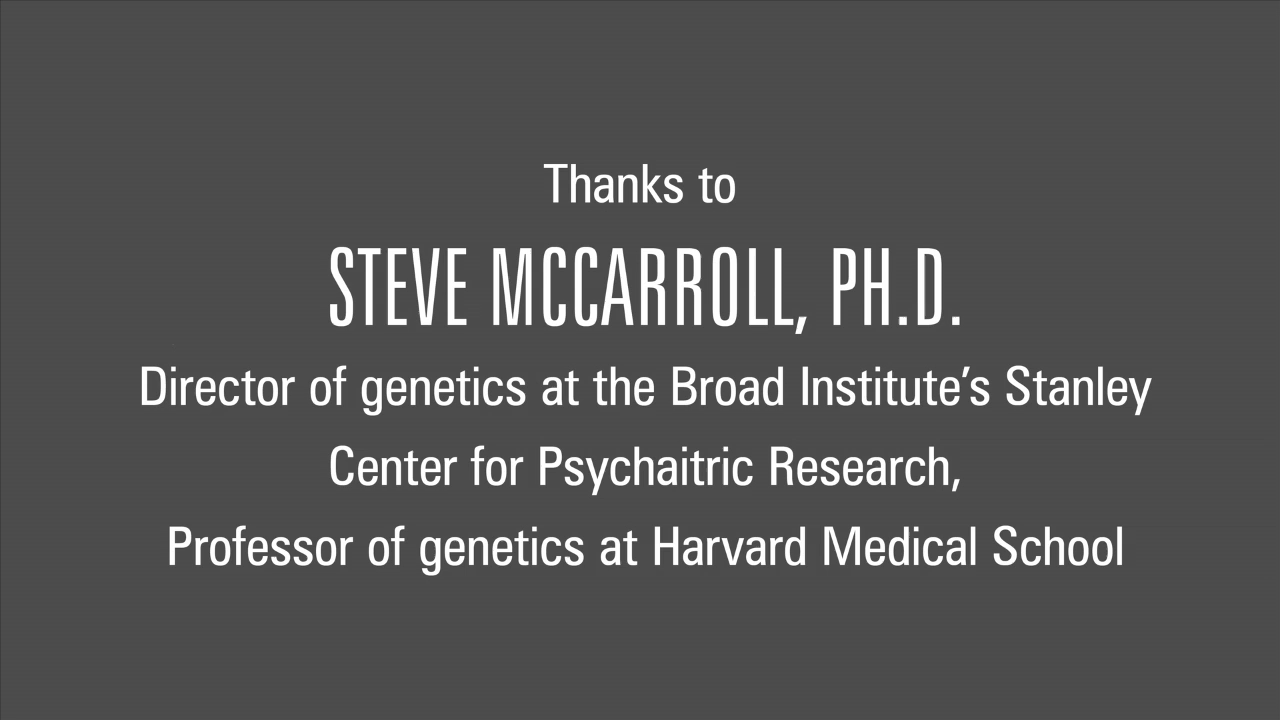 Thanks to
STEVE MCCARROLL, PH.D.
Director of genetics at the Broad Institute’s Stanley
Center for Psychaitric Research,
Professor of genetics at Harvard Medical School